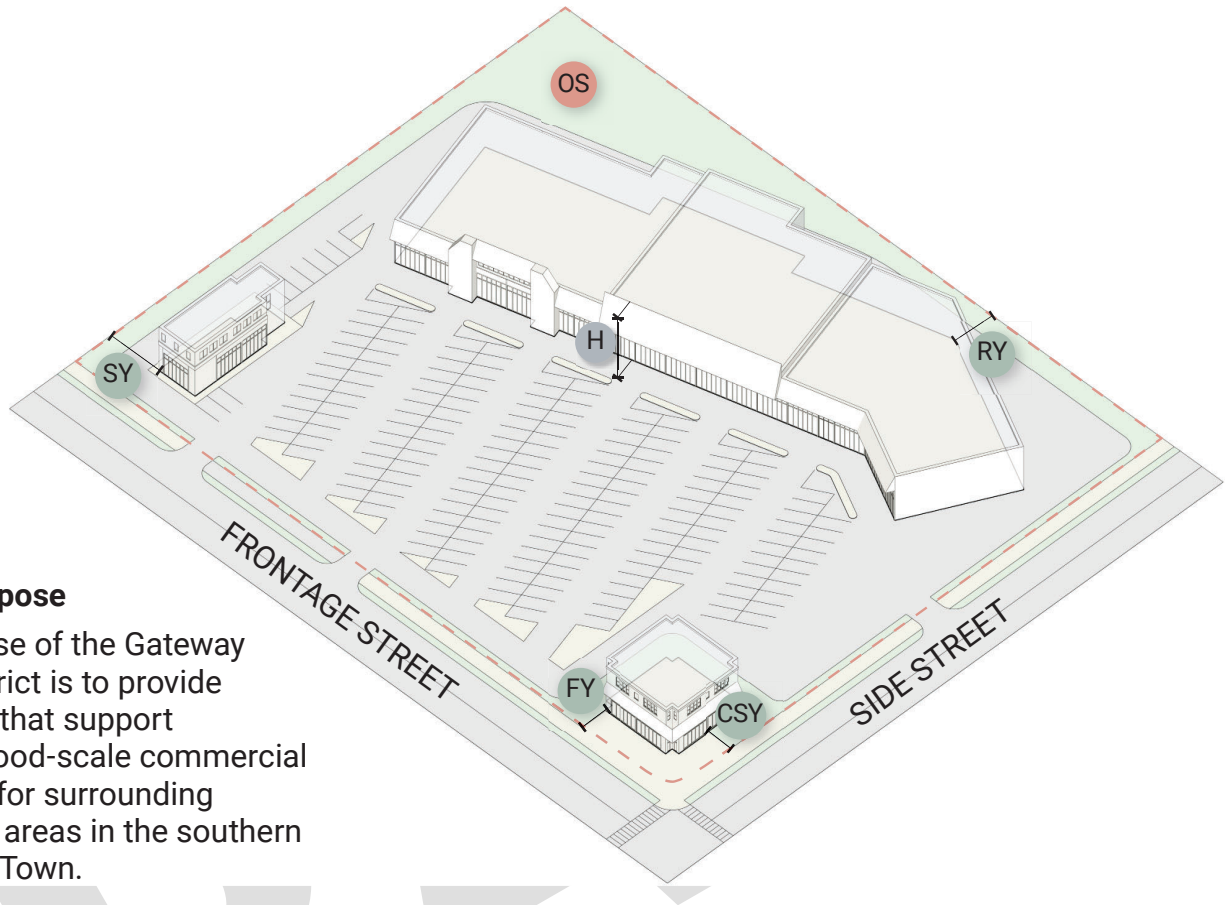 OS
H
RY
SY
FRONTAGE STREET
SIDE STREET
FY
CSY
pose
se of the Gateway
rict is to provide
that support
ood-scale commercial
for surrounding
areas in the southern
Town.